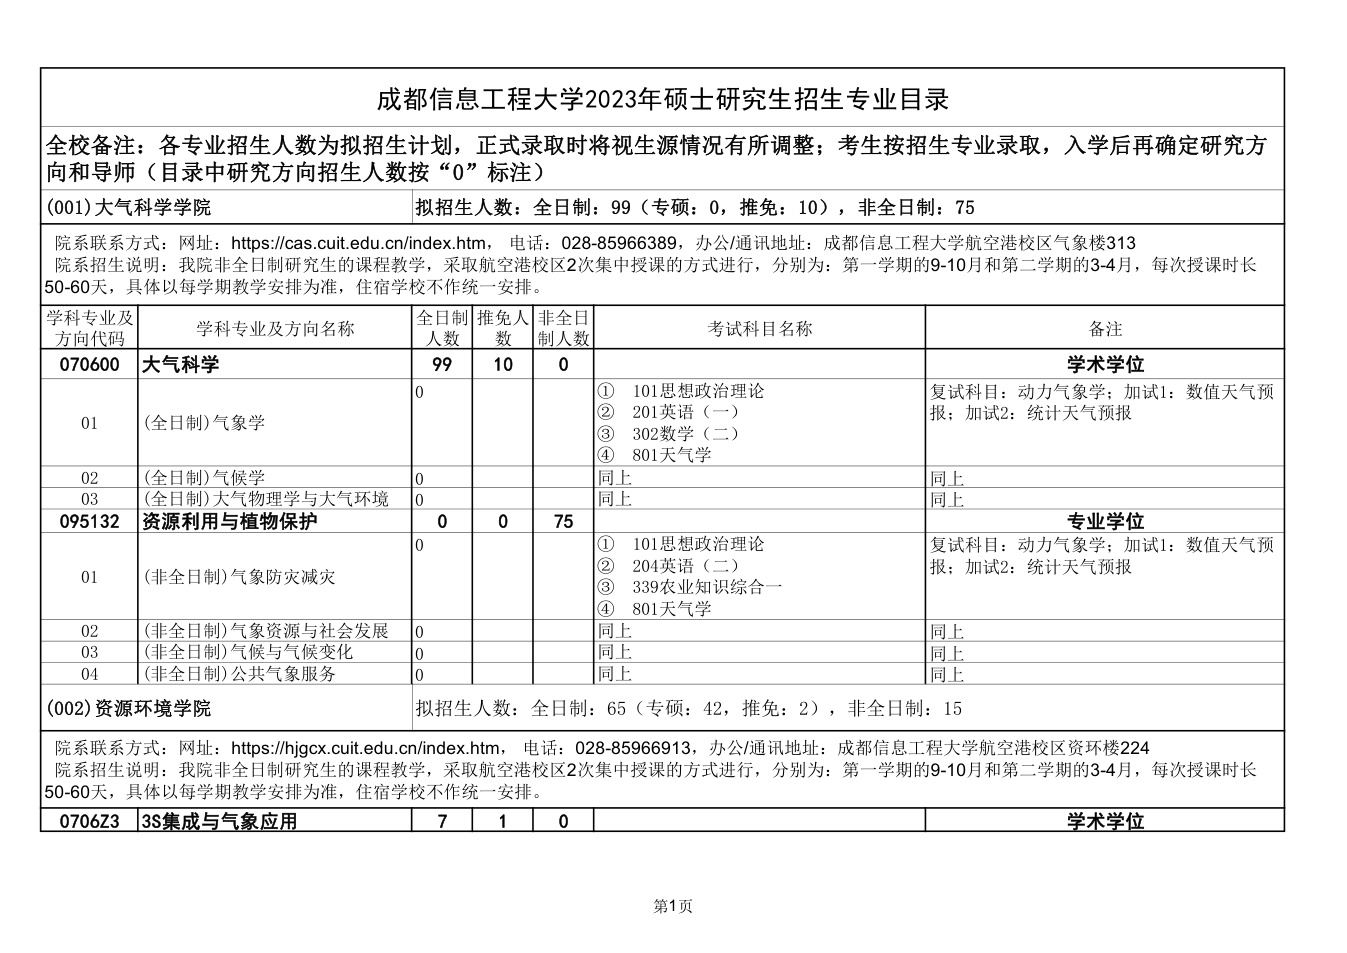 成都信息工程大学2023年硕士研究生招生专业目录
全校备注：各专业招生人数为拟招生计划，正式录取时将视生源情况有所调整；考生按招生专业录取，入学后再确定研究方
向和导师（目录中研究方向招生人数按“0”标注）
(001)大气科学学院 拟招生人数：全日制：99（专硕：0，推免：10），非全日制：75
院系联系方式：网址：https://cas.cuit.edu.cn/index.htm， 电话：028-85966389，办公/通讯地址：成都信息工程大学航空港校区气象楼313
院系招生说明：我院非全日制研究生的课程教学，采取航空港校区2次集中授课的方式进行，分别为：第一学期的9-10月和第二学期的3-4月，每次授课时长
50-60天，具体以每学期教学安排为准，住宿学校不作统一安排。
学科专业及方向代码 学科专业及方向名称 全日制人数 推免人数 非全日制人数 考试科目名称 备注
070600 大气科学 99 10 0 学术学位
01 (全日制)气象学 0
① 101思想政治理论
② 201英语（一）
③ 302数学（二）
④ 801天气学
复试科目：动力气象学；加试1：数值天气预
报；加试2：统计天气预报
02 (全日制)气候学 0 同上 同上
03 (全日制)大气物理学与大气环境 0 同上 同上
095132 资源利用与植物保护 0 0 75 专业学位
01 (非全日制)气象防灾减灾 0
① 101思想政治理论
② 204英语（二）
③ 339农业知识综合一
④ 801天气学
复试科目：动力气象学；加试1：数值天气预
报；加试2：统计天气预报
02 (非全日制)气象资源与社会发展 0 同上 同上
03 (非全日制)气候与气候变化 0 同上 同上
04 (非全日制)公共气象服务 0 同上 同上
(002)资源环境学院 拟招生人数：全日制：65（专硕：42，推免：2），非全日制：15
院系联系方式：网址：https://hjgcx.cuit.edu.cn/index.htm， 电话：028-85966913，办公/通讯地址：成都信息工程大学航空港校区资环楼224
院系招生说明：我院非全日制研究生的课程教学，采取航空港校区2次集中授课的方式进行，分别为：第一学期的9-10月和第二学期的3-4月，每次授课时长
50-60天，具体以每学期教学安排为准，住宿学校不作统一安排。
0706Z3 3S集成与气象应用 7 1 0 学术学位
第1页